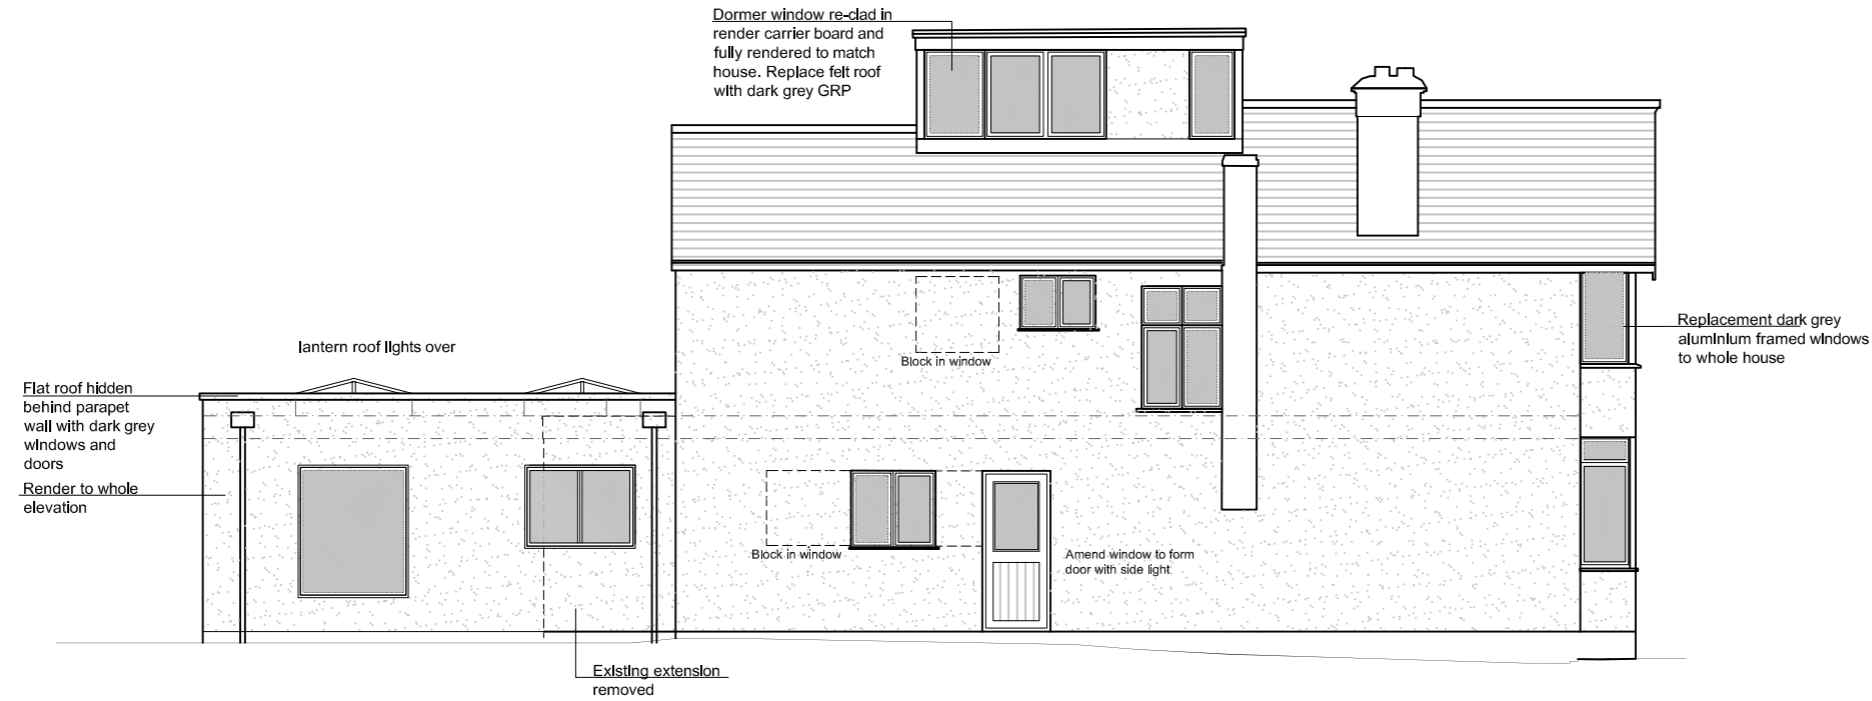 Dormer window re-clad in
render carrier board and
fully rendered to match
house. Replace felt roof
with dark grey GRP
lantern roof lights over
Flat roof hidden
behind parapet
wall with dark grey
windows and
doors
Render to whole
elevation
Block in window
Block in window
Amend window to form
door with side light
Replacement dark grey
aluminium framed windows
to whole house
Existing extension
removed